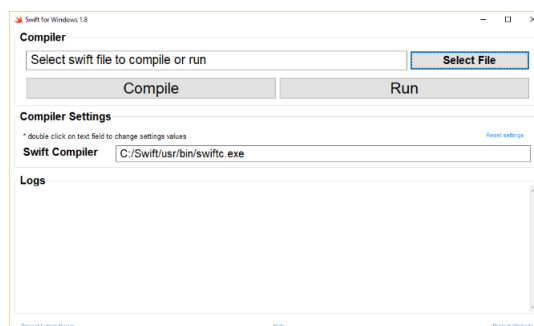 Swift for Windows 1.8
Compiler
Select swift file to compile or run
Select File
Compile
Run
Compiler Settings
* double click on text field to change settings values
Reset settings
Swift Compiler
C:/Swift/usr/bin/swiftc.exe
Logs